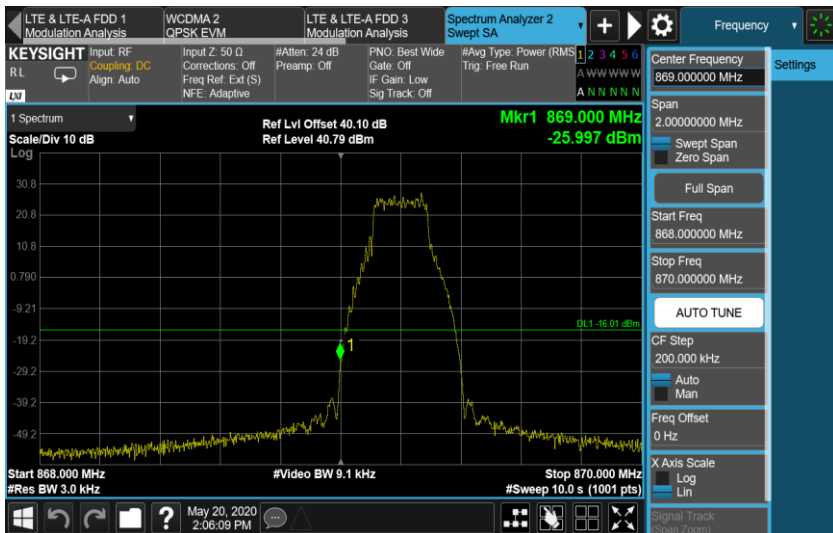 LTE & LTE-A FDD 1
Modulation Analysis
WCDMA 2
QPSK EVM
LTE & LTE-A FDD 3
Modulation Analysis
Spectrum Analyzer 2
Swept SA
Frequency
KEYSIGHT
RL
LXI
Input: RF
Coupling: DC
Align: Auto
Input Z: 50 Ω
Corrections: Off
Freq Ref: Ext (S)
NFE: Adaptive
#Atten: 24 dB
Preamp: Off
PNO: Best Wide
Gate: Off
IF Gain: Low
Sig Track: Off
#Avg Type: Power (RMS
Trig: Free Run
1 2 3 4 5 6
A W W W W W
A N N N N N
1 Spectrum
Scale/Div 10 dB
Log
Ref Lvl Offset 40.10 dB
Ref Level 40.79 dBm
Mkr1 869.000 MHz
-25.997 dBm
30.8
20.8
10.8
0.790
-9.21
-19.2
-29.2
-39.2
-49.2
DL1 -16.01 dBm
1
Start 868.000 MHz
#Res BW 3.0 kHz
#Video BW 9.1 kHz
Stop 870.000 MHz
#Sweep 10.0 s (1001 pts)
Settings
Center Frequency
869.000000 MHz
Span
2.00000000 MHz
Swept Span
Zero Span
Full Span
Start Freq
868.000000 MHz
Stop Freq
870.000000 MHz
AUTO TUNE
CF Step
200.000 kHz
Auto
Man
Freq Offset
0 Hz
X Axis Scale
Log
Lin
Signal Track
(Span Zoom)
?
May 20, 2020
2:06:09 PM